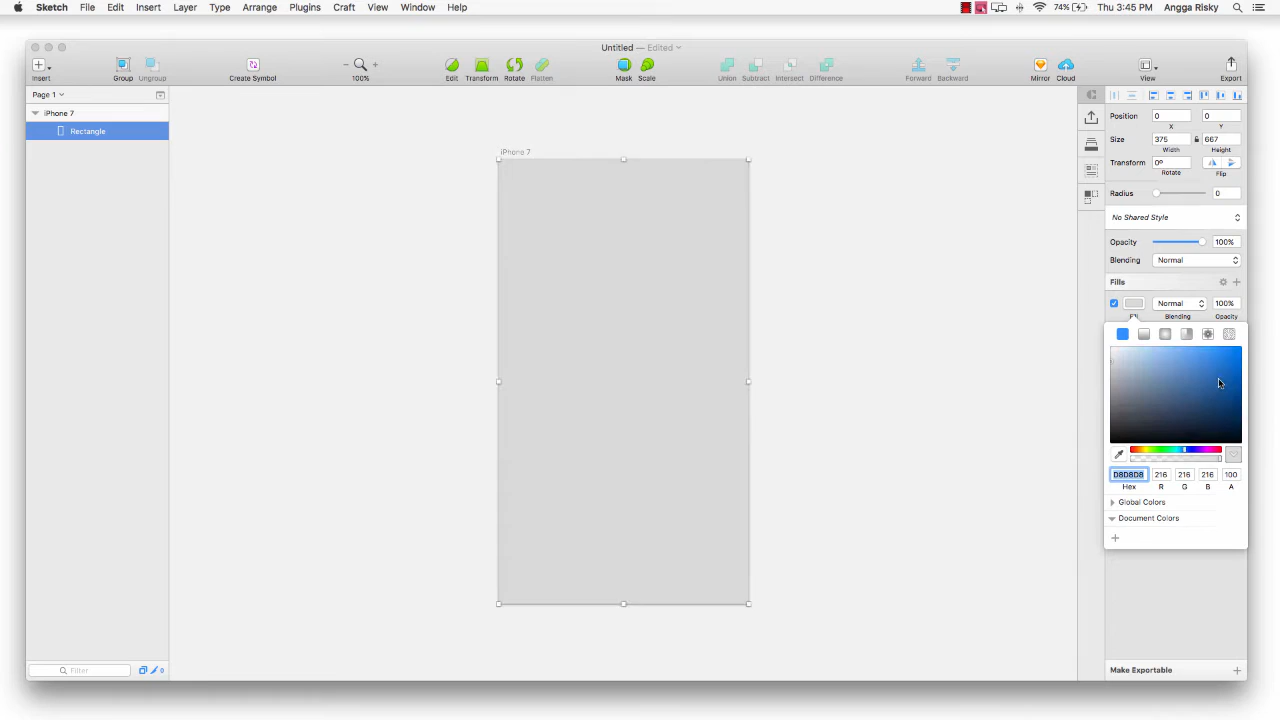 Sketch File Edit Insert Layer Type Arrange Plugins Craft View Window Help 74% Thu 3:45 PM Angga Risky
Untitled — Edited
Insert Group Ungroup Create Symbol 100% Edit Transform Rotate Flatten Mask Scale Union Subtract Intersect Difference Forward Backward Mirror Cloud View Export
Page 1
iPhone 7
Rectangle
iPhone 7
Position 0 0
X Y
Size 375 667
Width Height
Transform 0º
Rotate Flip
Radius 0
No Shared Style
Opacity 100%
Blending Normal
Fills
Normal 100%
Fill Blending Opacity
D8D8D8 216 216 216 100
Hex R G B A
Global Colors
Document Colors
Filter 0
Make Exportable